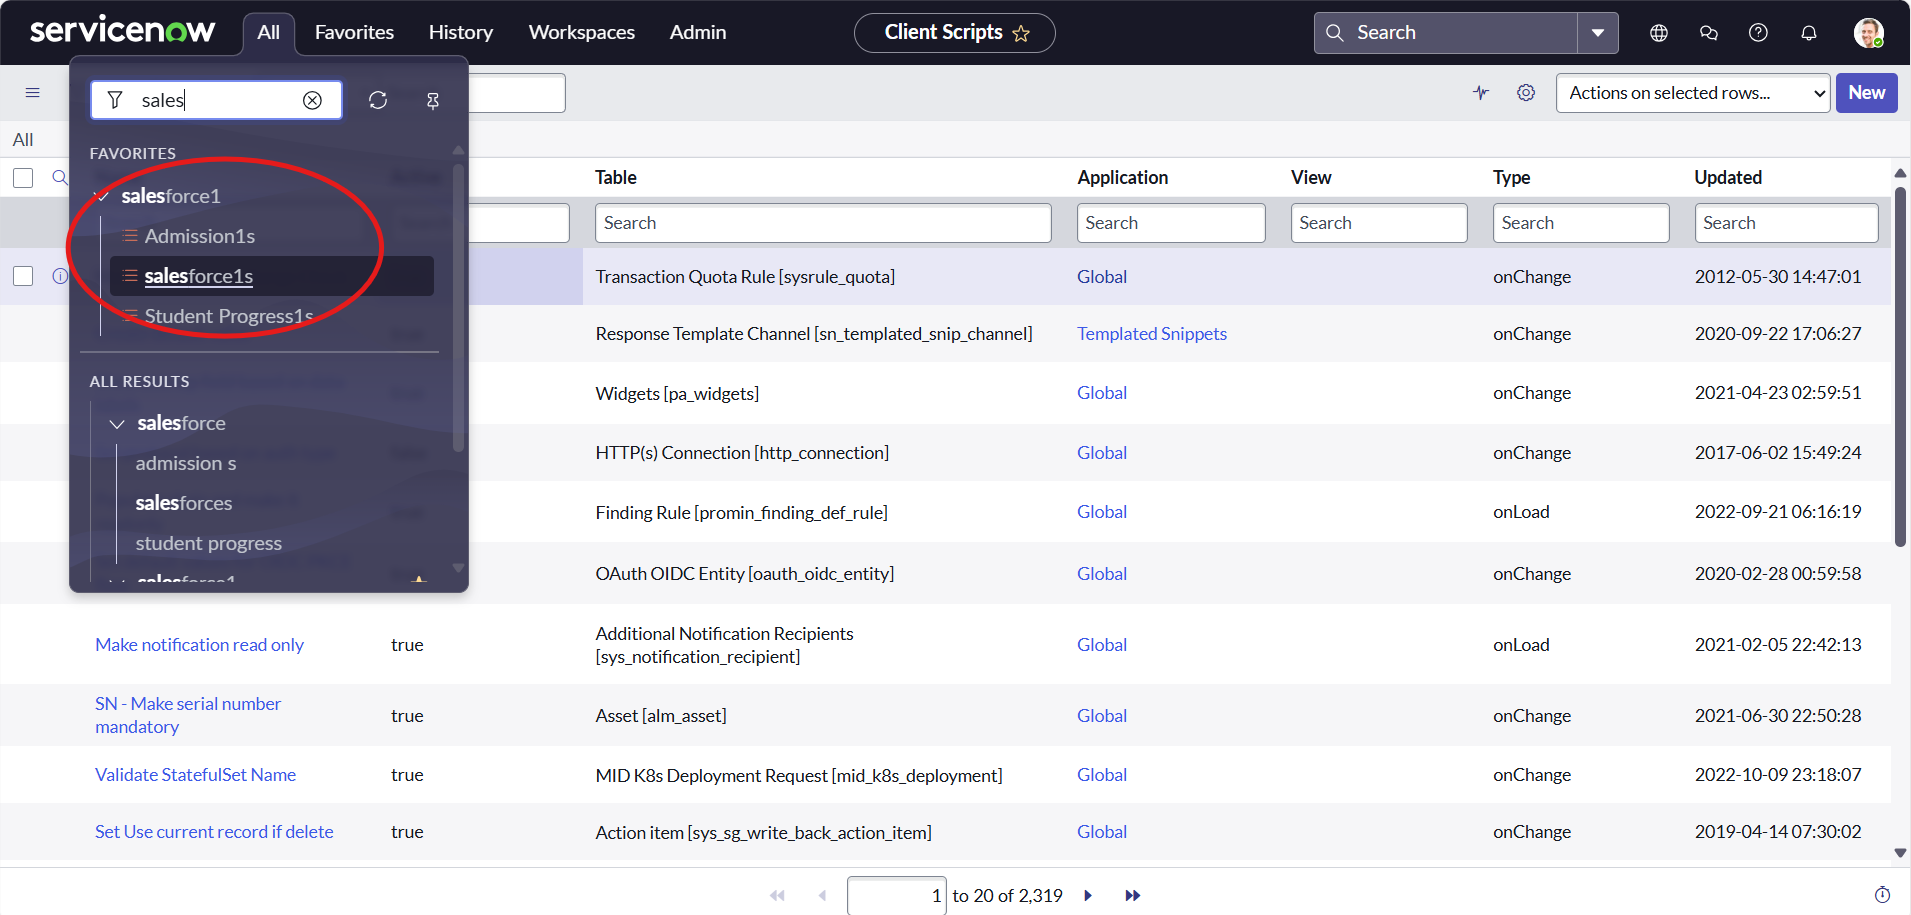 servicenow
All
Favorites
History
Workspaces
Admin
Client Scripts
Search
sales
Actions on selected rows...
New
All
FAVORITES
salesforce1
Admission1s
salesforce1s
Student Progress1s
ALL RESULTS
salesforce
admission s
salesforces
student progress
salesforce1
Table
Application
View
Type
Updated
Search
Search
Search
Search
Search
Transaction Quota Rule [sysrule_quota]
Global
onChange
2012-05-30 14:47:01
Response Template Channel [sn_templated_snip_channel]
Templated Snippets
onChange
2020-09-22 17:06:27
Widgets [pa_widgets]
Global
onChange
2021-04-23 02:59:51
HTTP(s) Connection [http_connection]
Global
onChange
2017-06-02 15:49:24
Finding Rule [promin_finding_def_rule]
Global
onLoad
2022-09-21 06:16:19
OAuth OIDC Entity [oauth_oidc_entity]
Global
onChange
2020-02-28 00:59:58
Make notification read only
true
Additional Notification Recipients
[sys_notification_recipient]
Global
onLoad
2021-02-05 22:42:13
SN - Make serial number
mandatory
true
Asset [alm_asset]
Global
onChange
2021-06-30 22:50:28
Validate StatefulSet Name
true
MID K8s Deployment Request [mid_k8s_deployment]
Global
onChange
2022-10-09 23:18:07
Set Use current record if delete
true
Action item [sys_sg_write_back_action_item]
Global
onChange
2019-04-14 07:30:02
1 to 20 of 2,319